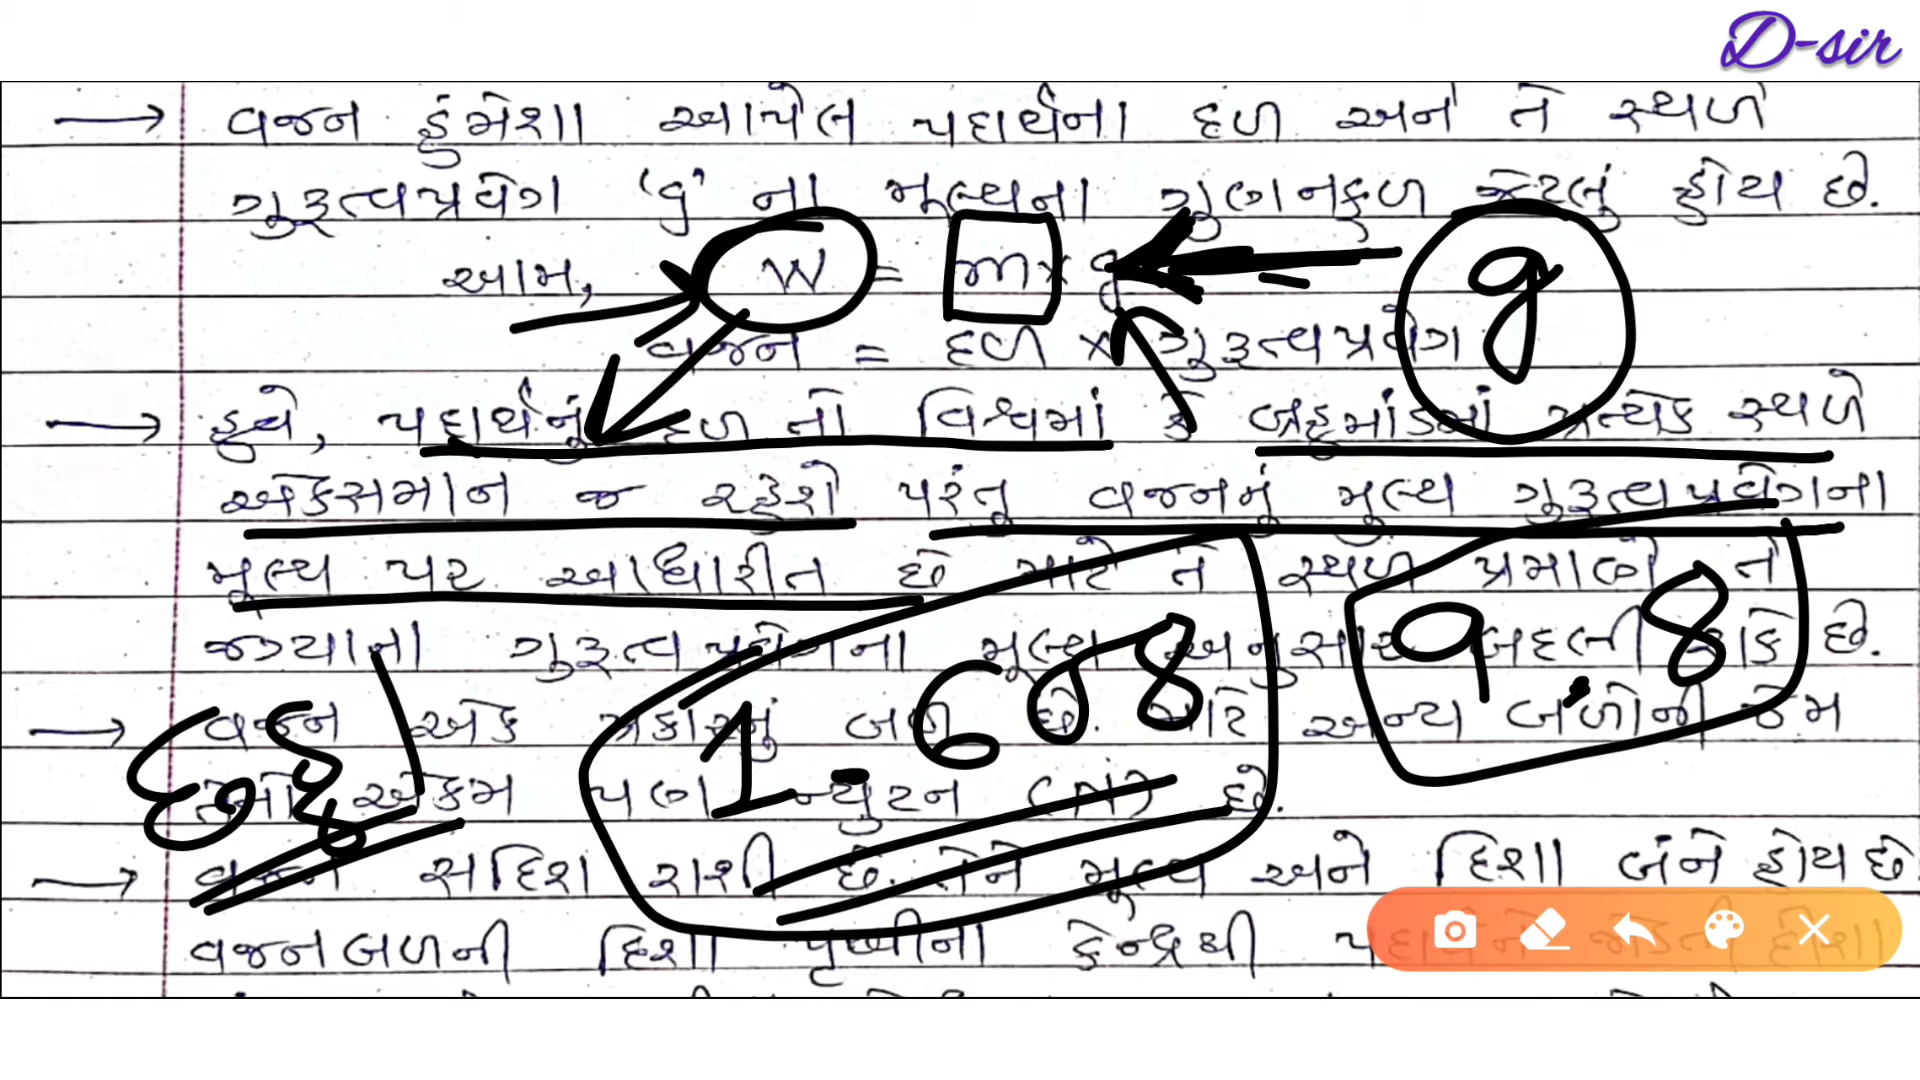 D-sir
→ વજન હંમેશા આપેલ પદાર્થના દળ અને તે સ્થળે
ગુરૂત્વપ્રવેગ 'g' ના મૂલ્યના ગુણનફળ જેટલું હોય છે.
આમ, W = m × g
g
વજન = દળ × ગુરૂત્વપ્રવેગ
→ હવે, પદાર્થનું દળ તો વિશ્વમાં કે બ્રહ્માંડમાં પ્રત્યેક સ્થળે
એકસમાન જ રહેશે પરંતુ વજનનું મૂલ્ય ગુરૂત્વપ્રવેગના
મૂલ્ય પર આધારીત છે માટે તે સ્થળ પ્રમાણે તે
જગ્યાના ગુરૂત્વપ્રવેગના મૂલ્ય અનુસાર બદલી શકે છે.
9.8
1.6
→ વજન એક પ્રકારનું બળ છે. માટે અન્ય બળોની જેમ
તેનો એકમ પણ ન્યુટન (N) છે.
→ વજન સદિશ રાશી છે. તેને મૂલ્ય અને દિશા બંને હોય છે.
વજનબળની દિશા પૃથ્વીના કેન્દ્રથી